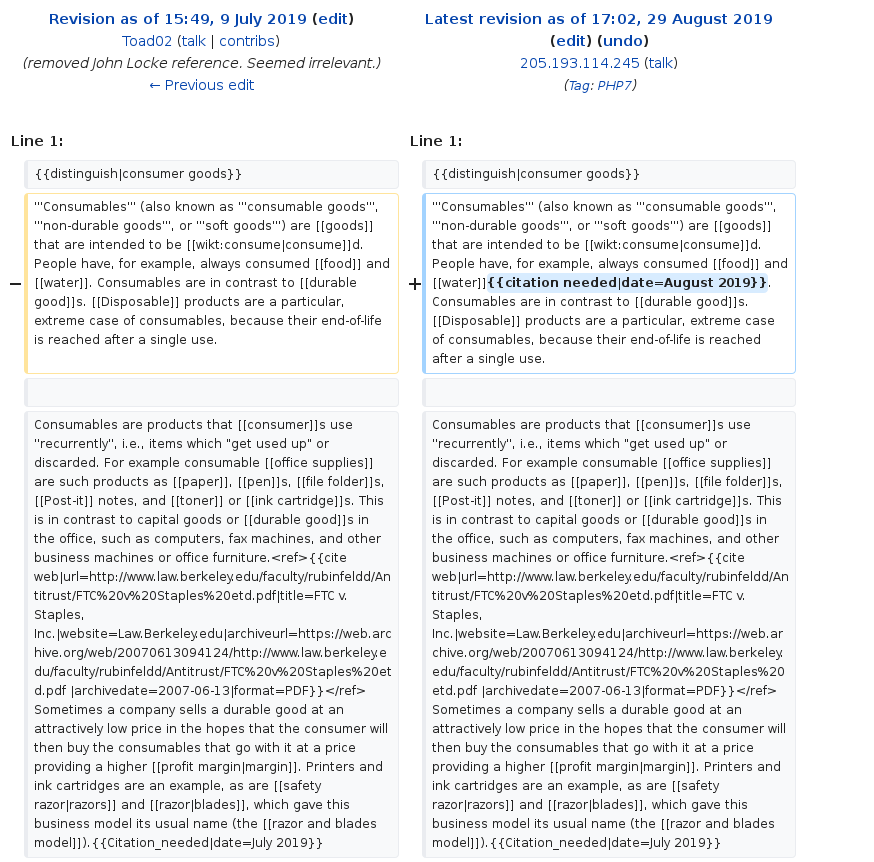 Revision as of 15:49, 9 July 2019 (edit)
Toad02 (talk | contribs)
(removed John Locke reference. Seemed irrelevant.)
← Previous edit
Latest revision as of 17:02, 29 August 2019
(edit) (undo)
205.193.114.245 (talk)
(Tag: PHP7)
Line 1:
Line 1:
{{distinguish|consumer goods}}
{{distinguish|consumer goods}}
−
'''Consumables''' (also known as '''consumable goods''',
'''non-durable goods''', or '''soft goods''') are [[goods]]
that are intended to be [[wikt:consume|consume]]d.
People have, for example, always consumed [[food]] and
[[water]]. Consumables are in contrast to [[durable
good]]s. [[Disposable]] products are a particular,
extreme case of consumables, because their end-of-life
is reached after a single use.
+
'''Consumables''' (also known as '''consumable goods''',
'''non-durable goods''', or '''soft goods''') are [[goods]]
that are intended to be [[wikt:consume|consume]]d.
People have, for example, always consumed [[food]] and
[[water]]{{citation needed|date=August 2019}}.
Consumables are in contrast to [[durable good]]s.
[[Disposable]] products are a particular, extreme case
of consumables, because their end-of-life is reached
after a single use.
Consumables are products that [[consumer]]s use
''recurrently'', i.e., items which "get used up" or
discarded. For example consumable [[office supplies]]
are such products as [[paper]], [[pen]]s, [[file folder]]s,
[[Post-it]] notes, and [[toner]] or [[ink cartridge]]s. This
is in contrast to capital goods or [[durable good]]s in
the office, such as computers, fax machines, and other
business machines or office furniture.<ref>{{cite
web|url=http://www.law.berkeley.edu/faculty/rubinfeldd/An
titrust/FTC%20v%20Staples%20etd.pdf|title=FTC v.
Staples,
Inc.|website=Law.Berkeley.edu|archiveurl=https://web.arc
hive.org/web/20070613094124/http://www.law.berkeley.e
du/faculty/rubinfeldd/Antitrust/FTC%20v%20Staples%20et
d.pdf |archivedate=2007-06-13|format=PDF}}</ref>
Sometimes a company sells a durable good at an
attractively low price in the hopes that the consumer will
then buy the consumables that go with it at a price
providing a higher [[profit margin|margin]]. Printers and
ink cartridges are an example, as are [[safety
razor|razors]] and [[razor|blades]], which gave this
business model its usual name (the [[razor and blades
model]]).{{Citation_needed|date=July 2019}}
Consumables are products that [[consumer]]s use
''recurrently'', i.e., items which "get used up" or
discarded. For example consumable [[office supplies]]
are such products as [[paper]], [[pen]]s, [[file folder]]s,
[[Post-it]] notes, and [[toner]] or [[ink cartridge]]s. This
is in contrast to capital goods or [[durable good]]s in
the office, such as computers, fax machines, and other
business machines or office furniture.<ref>{{cite
web|url=http://www.law.berkeley.edu/faculty/rubinfeldd/An
titrust/FTC%20v%20Staples%20etd.pdf|title=FTC v.
Staples,
Inc.|website=Law.Berkeley.edu|archiveurl=https://web.ar
chive.org/web/20070613094124/http://www.law.berkeley.
edu/faculty/rubinfeldd/Antitrust/FTC%20v%20Staples%20
etd.pdf |archivedate=2007-06-13|format=PDF}}</ref>
Sometimes a company sells a durable good at an
attractively low price in the hopes that the consumer will
then buy the consumables that go with it at a price
providing a higher [[profit margin|margin]]. Printers and
ink cartridges are an example, as are [[safety
razor|razors]] and [[razor|blades]], which gave this
business model its usual name (the [[razor and blades
model]]).{{Citation_needed|date=July 2019}}